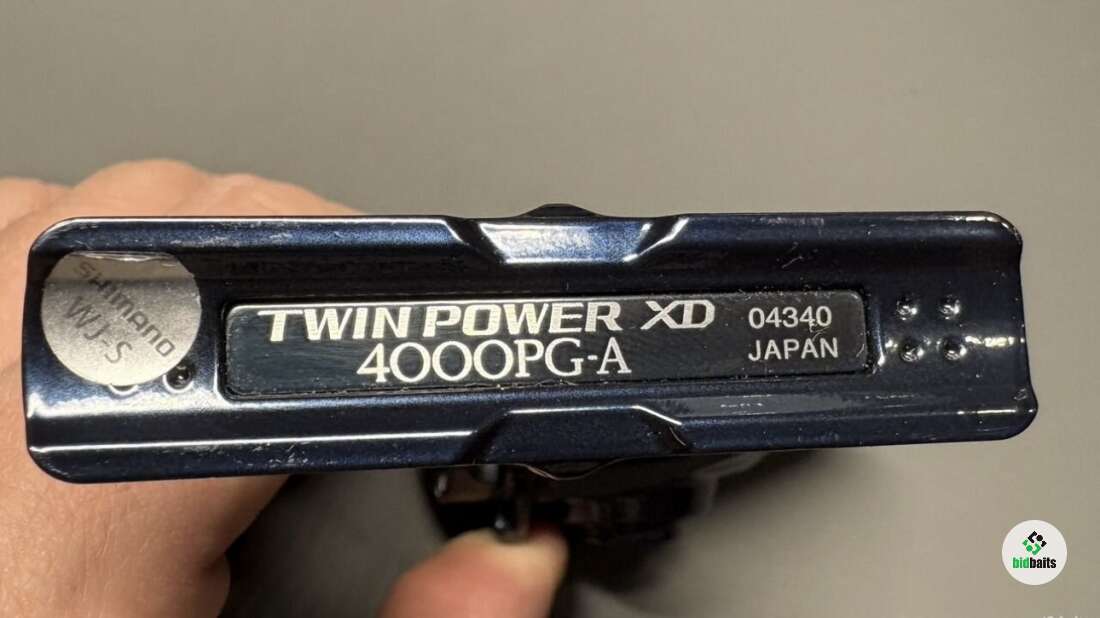 SHIMANO
WJ-S
TWIN POWER XD
4000PG-A
04340
JAPAN
bidbaits